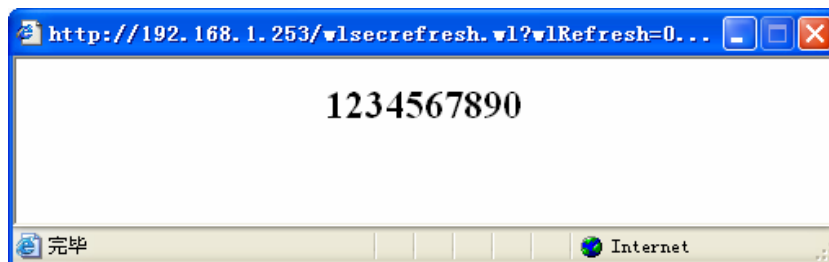 http://192.168.1.253/wlsecrefresh.wl?wlRefresh=0...
1234567890
完毕
Internet